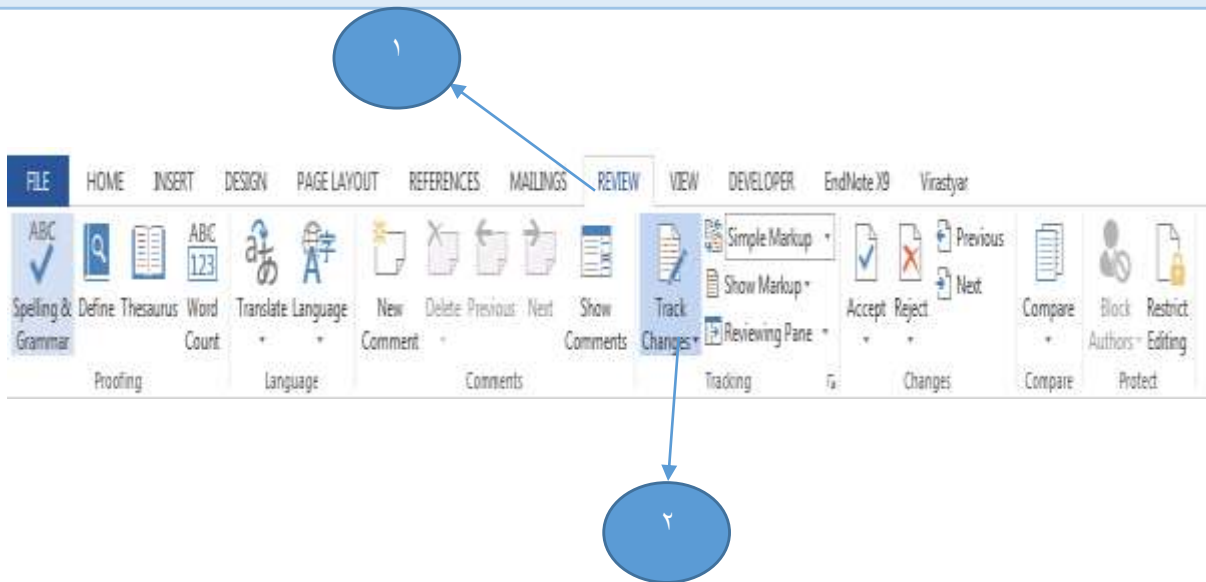 ۱
FILE HOME INSERT DESIGN PAGE LAYOUT REFERENCES MAILINGS REVIEW VIEW DEVELOPER EndNote X9 Virastyar
ABC ABC 123 Simple Markup Previous
Show Markup Next
Spelling & Define Thesaurus Word Translate Language New Delete Previous Next Show Track Reviewing Pane Accept Reject Compare Block Restrict
Grammar Count Comment Comments Changes Authors Editing
Proofing Language Comments Tracking Changes Compare Protect
۲